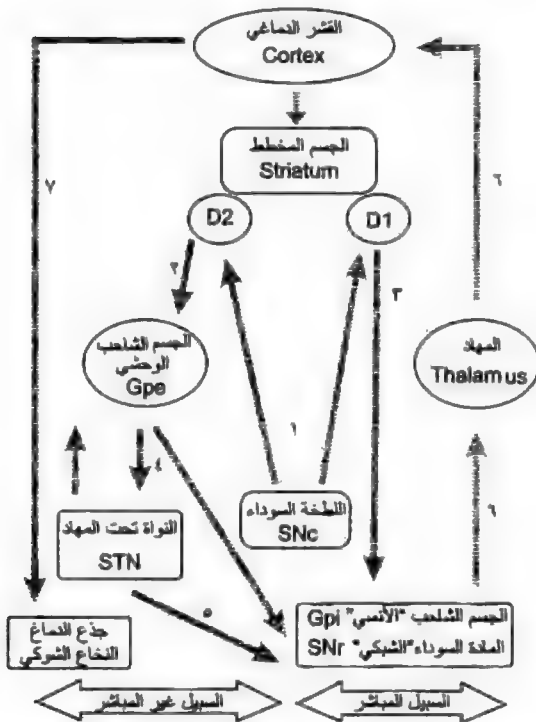 القشر الدماغي
Cortex
الجسم المخطط
Striatum
D2
D1
٧
٦
٢
٣
الجسم الشاحب
الوحشي
Gpe
المهاد
Thalamus
١
٤
اللطخة السوداء
SNc
النواة تحت المهاد
STN
٦
٥
الجسم الشاحب "الأنسي" Gpi
المادة السوداء "الشبكي" SNr
جذع الدماغ
النخاع الشوكي
السبيل غير المباشر
السبيل المباشر